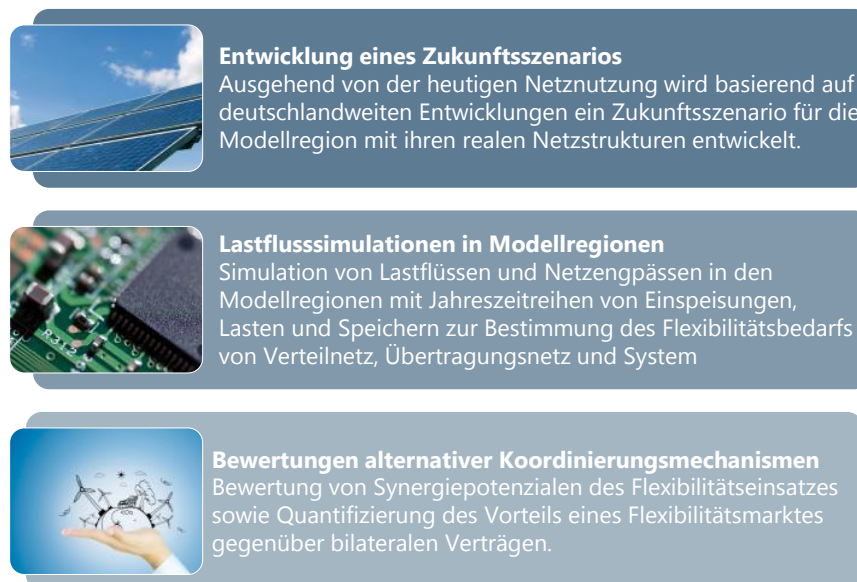 Entwicklung eines Zukunftsszenarios
Ausgehend von der heutigen Netznutzung wird basierend auf
deutschlandweiten Entwicklungen ein Zukunftsszenario für die
Modellregion mit ihren realen Netzstrukturen entwickelt.
Lastflusssimulationen in Modellregionen
Simulation von Lastflüssen und Netzengpässen in den
Modellregionen mit Jahreszeitreihen von Einspeisungen,
Lasten und Speichern zur Bestimmung des Flexibilitätsbedarfs
von Verteilnetz, Übertragungsnetz und System
R312
Bewertungen alternativer Koordinierungsmechanismen
Bewertung von Synergiepotenzialen des Flexibilitätseinsatzes
sowie Quantifizierung des Vorteils eines Flexibilitätsmarktes
gegenüber bilateralen Verträgen.